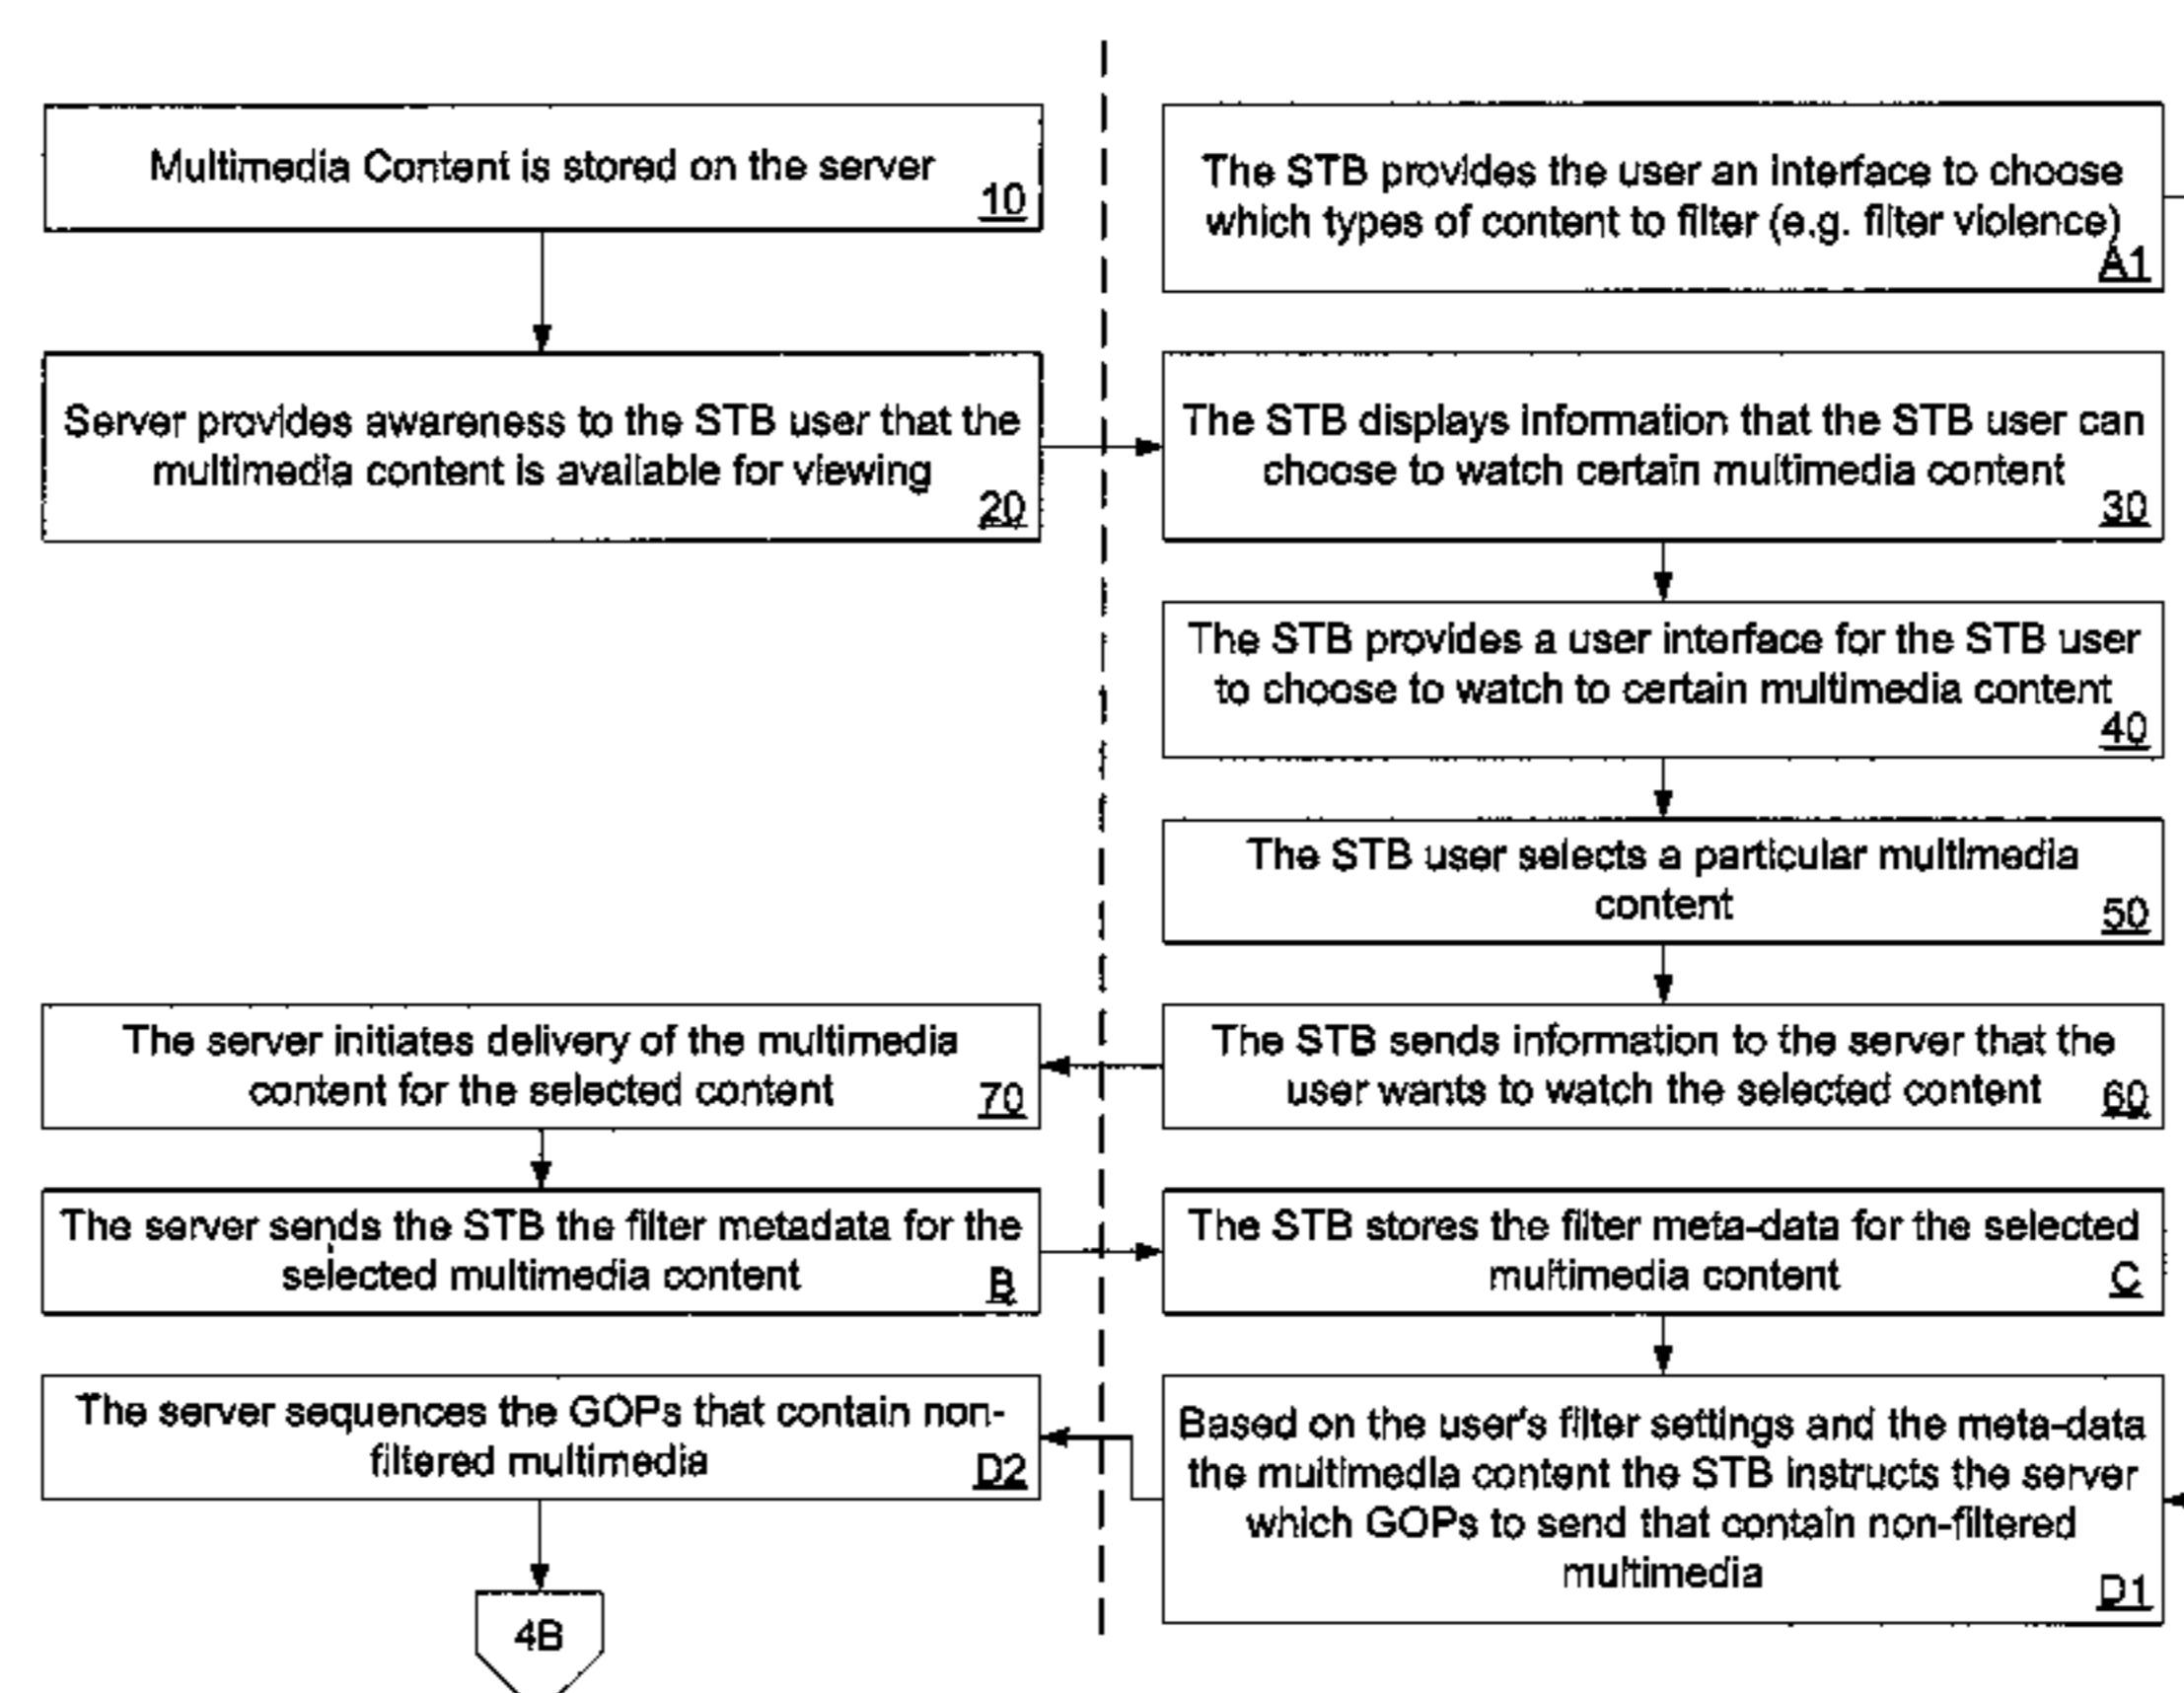 Multimedia Content is stored on the server
10
The STB provides the user an interface to choose
which types of content to filter (e.g. filter violence)
A1
Server provides awareness to the STB user that the
multimedia content is available for viewing
20
The STB displays information that the STB user can
choose to watch certain multimedia content
30
The STB provides a user interface for the STB user
to choose to watch to certain multimedia content
40
The STB user selects a particular multimedia
content
50
The STB sends information to the server that the
user wants to watch the selected content
60
The server initiates delivery of the multimedia
content for the selected content
70
The server sends the STB the filter metadata for the
selected multimedia content
B
The STB stores the filter meta-data for the selected
multimedia content
C
Based on the user's filter settings and the meta-data
the multimedia content the STB instructs the server
which GOPs to send that contain non-filtered
multimedia
D1
The server sequences the GOPs that contain non-
filtered multimedia
D2
4B